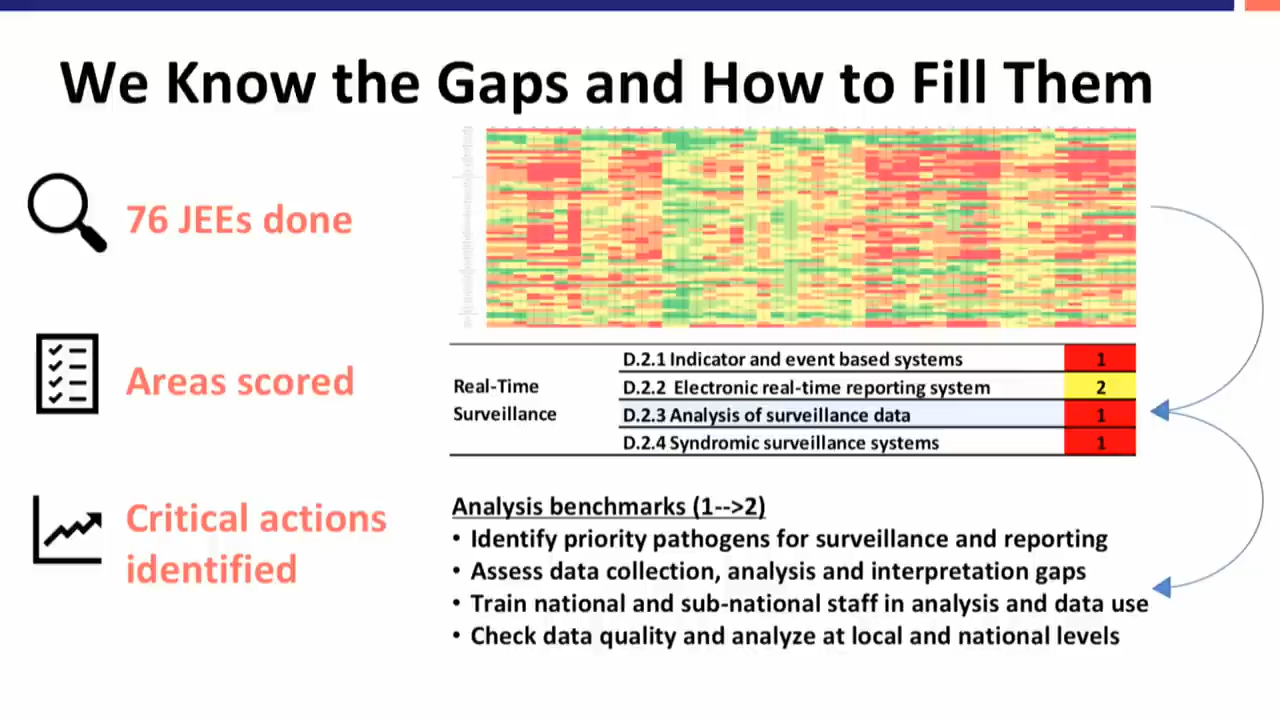 We Know the Gaps and How to Fill Them
76 JEEs done
Areas scored
Critical actions
identified
Real-Time
Surveillance
D.2.1 Indicator and event based systems 1
D.2.2 Electronic real-time reporting system 2
D.2.3 Analysis of surveillance data 1
D.2.4 Syndromic surveillance systems 1
Analysis benchmarks (1-->2)
• Identify priority pathogens for surveillance and reporting
• Assess data collection, analysis and interpretation gaps
• Train national and sub-national staff in analysis and data use
• Check data quality and analyze at local and national levels